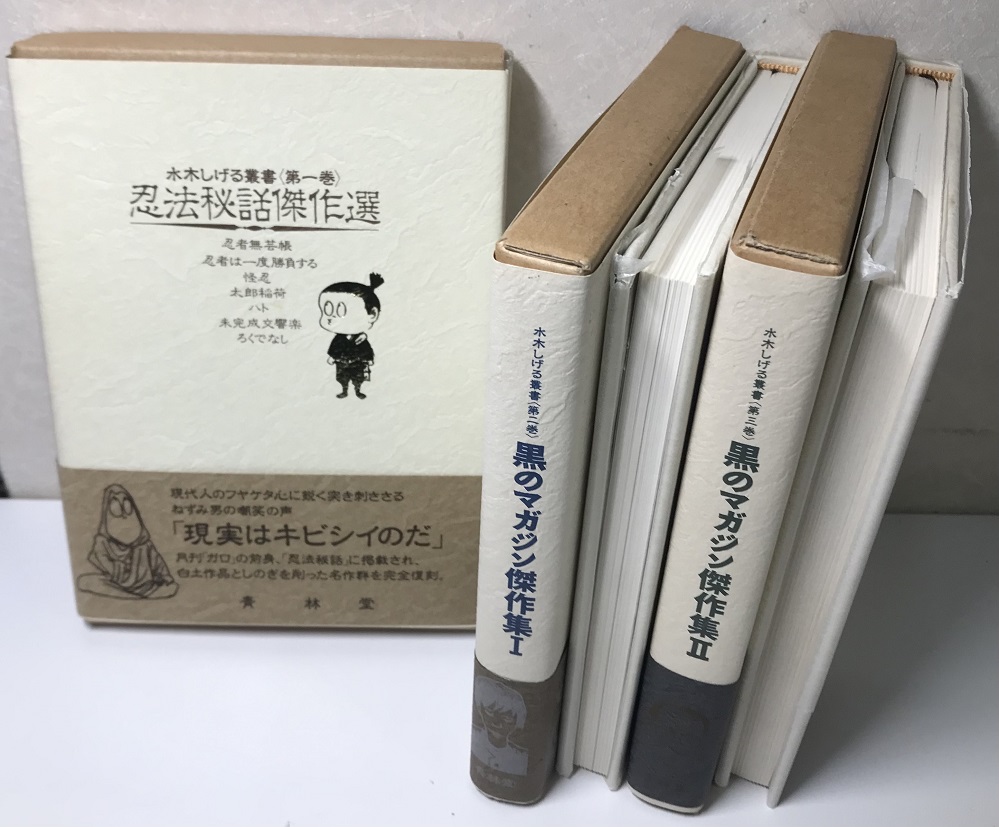 水木しげる叢書〈第一巻〉
忍法秘話傑作選
忍者無芸帳
忍者は一度勝負する
怪忍
太郎稲荷
ハト
未完成交響楽
ろくでなし
現代人のフヤケタ心に鋭く突き刺ささる
ねずみ男の嘲笑の声
「現実はキビシイのだ」
月刊「ガロ」の前身、「忍法秘話」に掲載され、
白土作品としのぎを削った名作群を完全復刻。
青林堂
水木しげる叢書〈第二巻〉
黒のマガジン傑作集Ⅰ
青林堂
水木しげる叢書〈第三巻〉
黒のマガジン傑作集Ⅱ